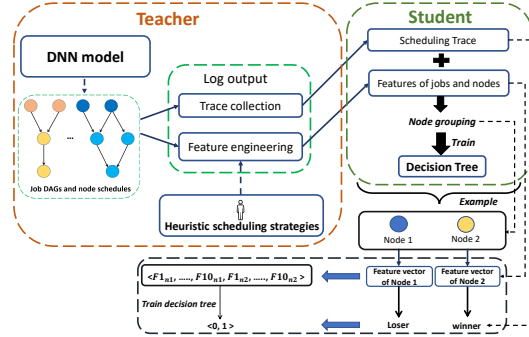 Teacher
Student
DNN model
Log output
Trace collection
Feature engineering
...
Job DAGs and node schedules
Heuristic scheduling strategies
Scheduling Trace
Features of jobs and nodes
Node grouping
Train
Decision Tree
Example
Node 1
Node 2
<F1ₙ₁, ....., F10ₙ₁, F1ₙ₂, ....., F10ₙ₂ >
Feature vector
of Node 1
Feature vector
of Node 2
Train decision tree
<0, 1 >
Loser
winner